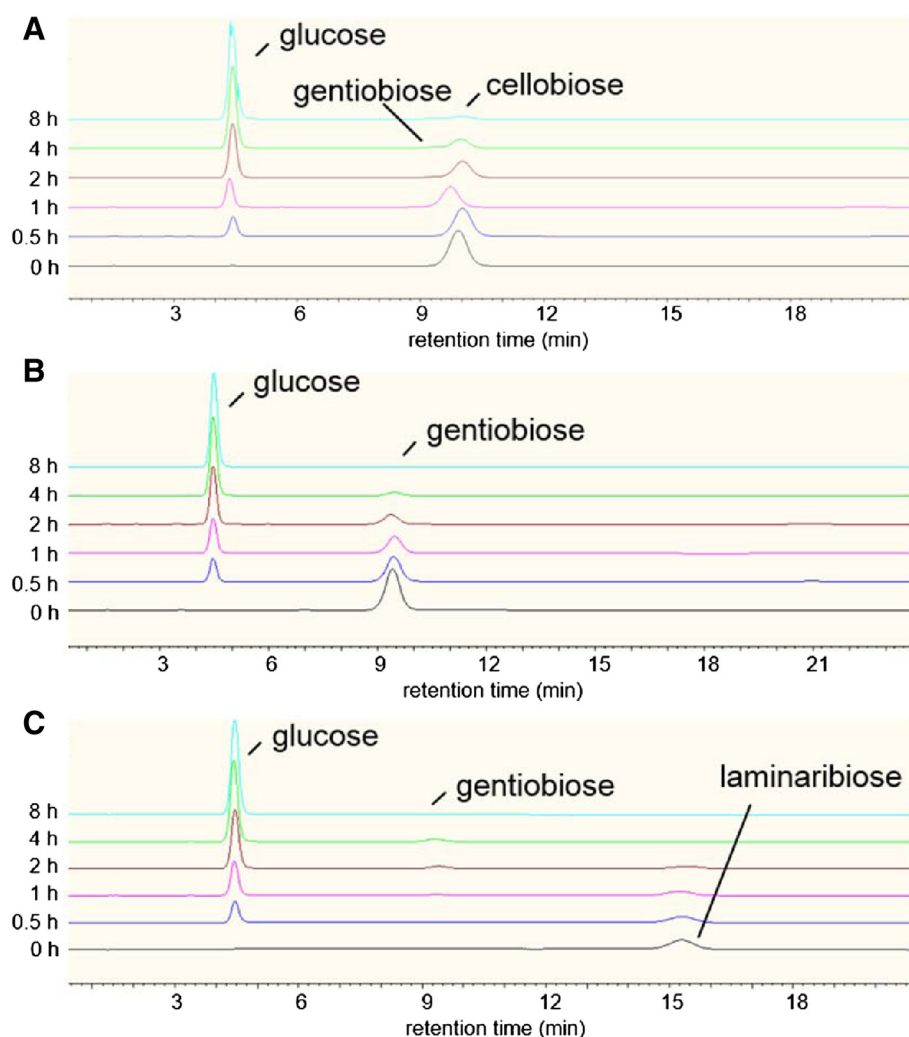 A
glucose
gentiobiose
cellobiose
8 h
4 h
2 h
1 h
0.5 h
0 h
3 6 9 12 15 18
retention time (min)
B
glucose
gentiobiose
8 h
4 h
2 h
1 h
0.5 h
0 h
3 6 9 12 15 18 21
retention time (min)
C
glucose
gentiobiose
laminaribiose
8 h
4 h
2 h
1 h
0.5 h
0 h
3 6 9 12 15 18
retention time (min)